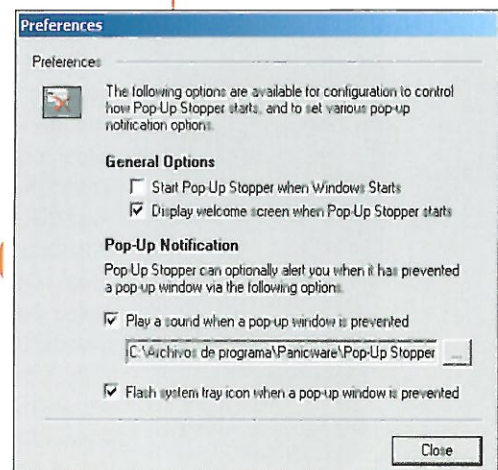 Preferences
Preferences
The following options are available for configuration to control
how Pop-Up Stopper starts, and to set various pop-up
notification options.
General Options
Start Pop-Up Stopper when Windows Starts
Display welcome screen when Pop-Up Stopper starts
Pop-Up Notification
Pop-Up Stopper can optionally alert you when it has prevented
a pop-up window via the following options.
Play a sound when a pop-up window is prevented
C:\Archivos de programa\Panicware\Pop-Up Stopper ...
Flash system tray icon when a pop-up window is prevented
Close